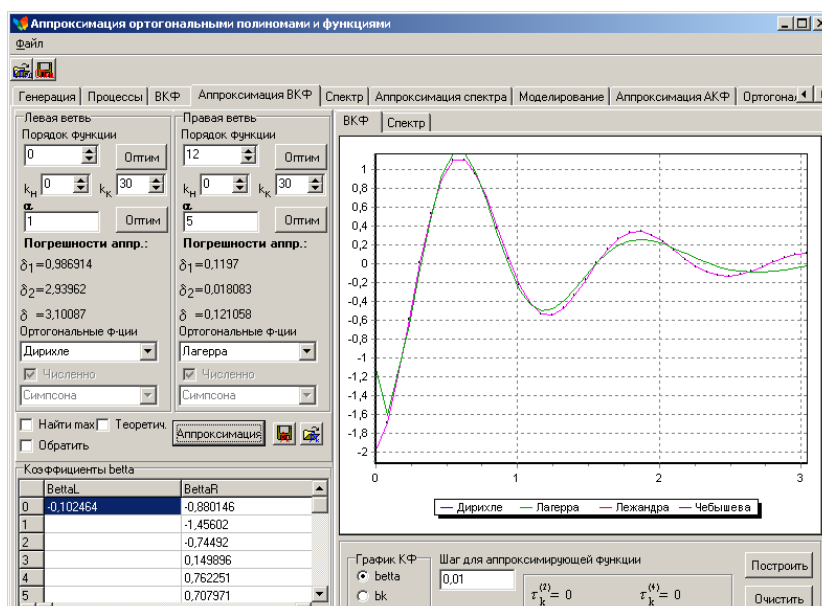 Аппроксимация ортогональными полиномами и функциями
Файл
Генерация Процессы ВКФ Аппроксимация ВКФ Спектр Аппроксимация спектра Моделирование Аппроксимация АКФ
Левая ветвь
Порядок функции
0 Оптим
kн 0 kк 30
α
1 Оптим
Погрешности аппр.:
δ1=0,986914
δ2=2,93962
δ =3,10087
Ортогональные ф-ции
Дирихле
Численно
Симпсона
Правая ветвь
Порядок функции
12 Оптим
kн 0 kк 30
α
5 Оптим
Погрешности аппр.:
δ1=0,1197
δ2=0,018083
δ =0,121058
Ортогональные ф-ции
Лагерра
Численно
Симпсона
Найти max Теоретич.
Обратить
Аппроксимация
Коэффициенты betta
BettaL BettaR
0 -0,102464 -0,880146
1 -1,45602
2 -0,74492
3 0,149896
4 0,762251
5 0,707971
ВКФ Спектр
1
0,8
0,6
0,4
0,2
0
-0,2
-0,4
-0,6
-0,8
-1
-1,2
-1,4
-1,6
-1,8
-2
0 1 2 3
Дирихле Лагерра Лежандра Чебышева
График КФ
betta
bk
Шаг для аппроксимирующей функции
0,01
τk(2)= 0 τk(4)= 0
Построить
Очистить